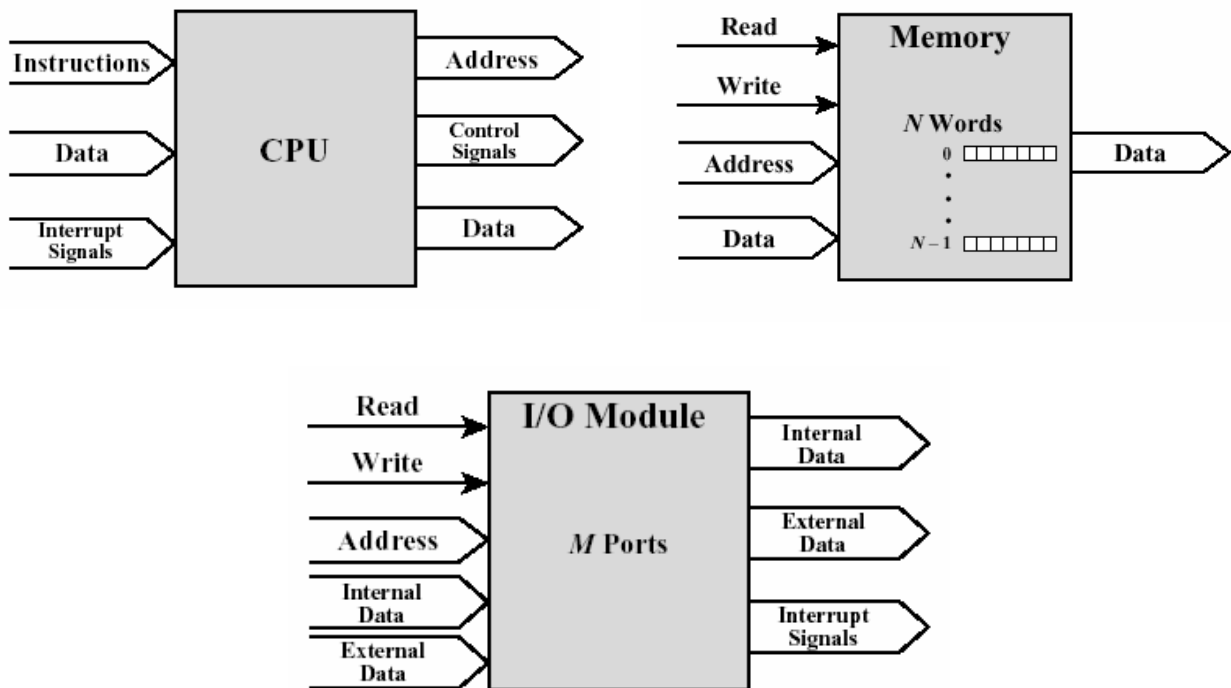 Instructions
Data
Interrupt
Signals
CPU
Address
Control
Signals
Data
Read
Write
Address
Data
Memory
N Words
0
N – 1
Data
Read
Write
Address
Internal
Data
External
Data
I/O Module
M Ports
Internal
Data
External
Data
Interrupt
Signals